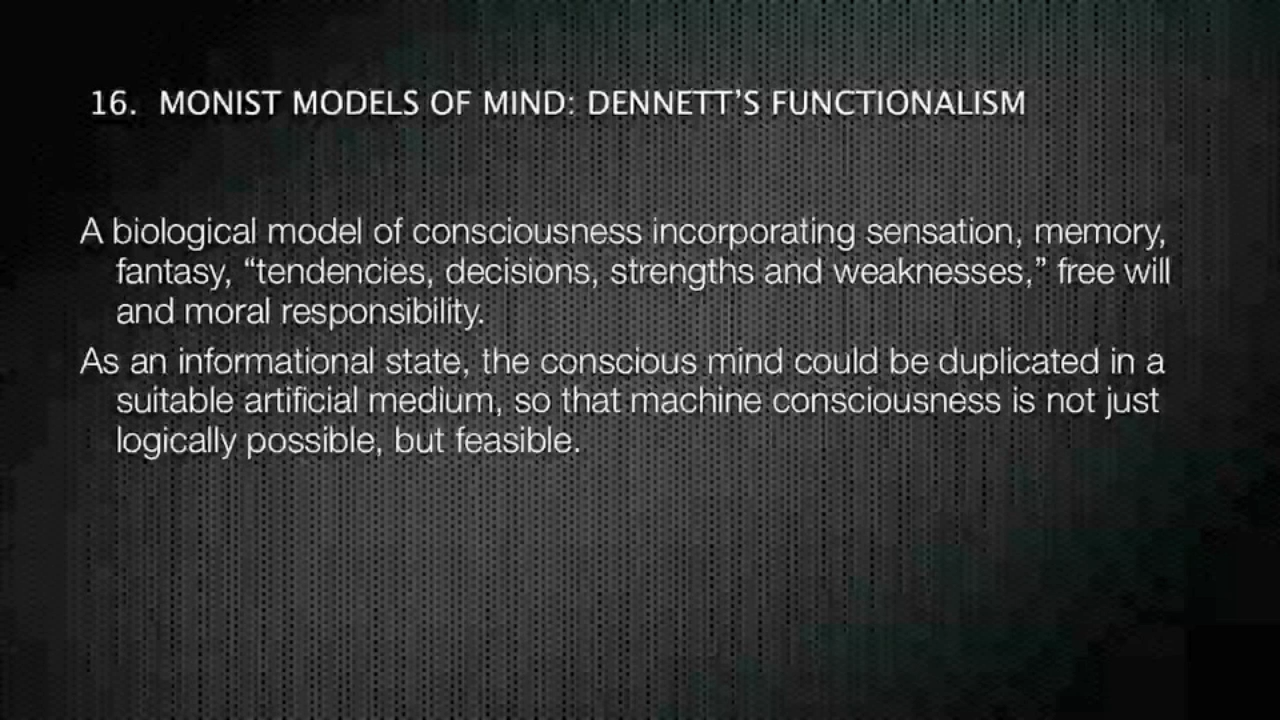 16. MONIST MODELS OF MIND: DENNETT’S FUNCTIONALISM
A biological model of consciousness incorporating sensation, memory,
fantasy, “tendencies, decisions, strengths and weaknesses,” free will
and moral responsibility.
As an informational state, the conscious mind could be duplicated in a
suitable artificial medium, so that machine consciousness is not just
logically possible, but feasible.